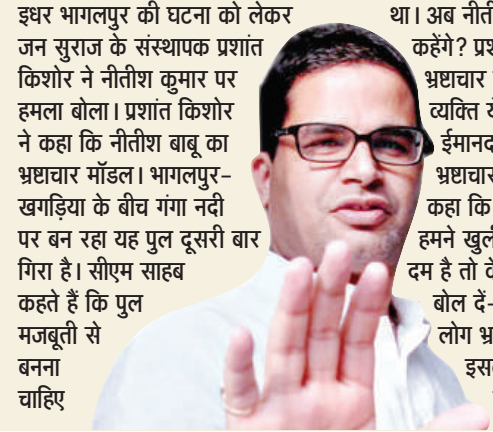 इधर भागलपुर की घटना को लेकर
जन सुराज के संस्थापक प्रशांत
किशोर ने नीतीश कुमार पर
हमला बोला। प्रशांत किशोर
ने कहा कि नीतीश बाबू का
भ्रष्टाचार मॉडल। भागलपुर-
खगड़िया के बीच गंगा नदी
पर बन रहा यह पुल दूसरी बार
गिरा है। सीएम साहब
कहते हैं कि पुल
मजबूती से
बनना
चाहिए
था। अब नीती
कहेंगे? प्रश
भ्रष्टाचार
व्यक्ति
ईमानद
भ्रष्टाचार
कहा कि
हमने खुली
दम है तो
बोल दें-
लोग भ्र